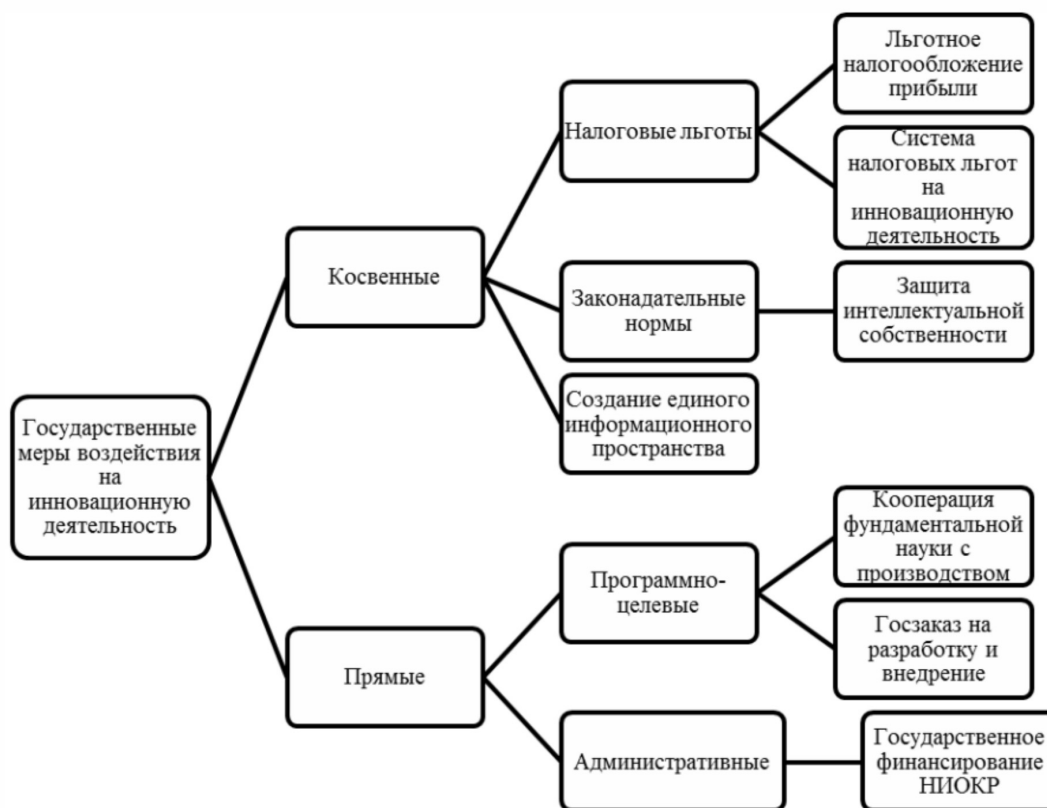 Льготное
налогообложение
прибыли
Налоговые льготы
Система
налоговых льгот
на
инновационную
деятельность
Косвенные
Законадательные
нормы
Защита
интеллектуальной
собственности
Создание единого
информационного
пространства
Государственные
меры воздействия
на
инновационную
деятельность
Кооперация
фундаментальной
науки с
производством
Программно-
целевые
Госзаказ на
разработку и
внедрение
Прямые
Административные
Государственное
финансирование
НИОКР